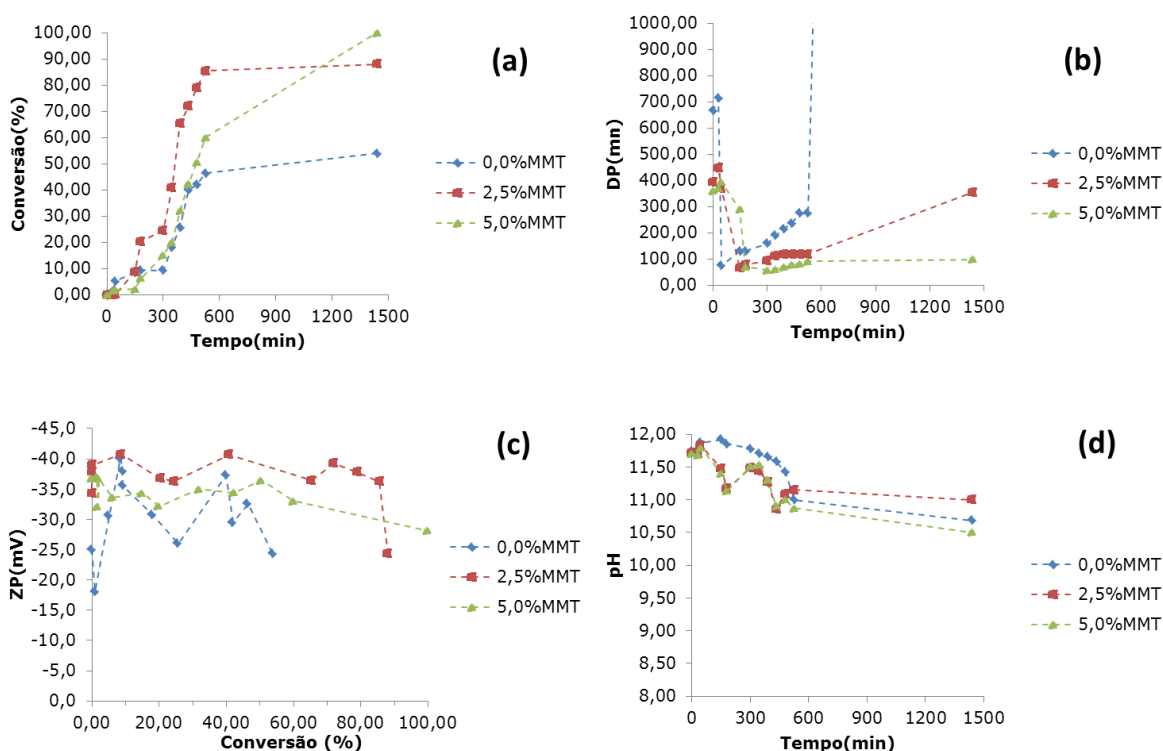 (a)
Conversão(%)
100,00
90,00
80,00
70,00
60,00
50,00
40,00
30,00
20,00
10,00
0,00
0 300 600 900 1200 1500
Tempo(min)
0,0%MMT
2,5%MMT
5,0%MMT
(b)
DP(mn)
1000,00
900,00
800,00
700,00
600,00
500,00
400,00
300,00
200,00
100,00
0,00
0 300 600 900 1200 1500
Tempo(min)
0,0%MMT
2,5%MMT
5,0%MMT
(c)
ZP(mV)
-45,0
-40,0
-35,0
-30,0
-25,0
-20,0
-15,0
-10,0
-5,0
0,0
0,00 20,00 40,00 60,00 80,00 100,00
Conversão (%)
0,0%MMT
2,5%MMT
5,0%MMT
(d)
pH
12,00
11,50
11,00
10,50
10,00
9,50
9,00
8,50
8,00
0 300 600 900 1200 1500
Tempo(min)
0,0%MMT
2,5%MMT
5,0%MMT